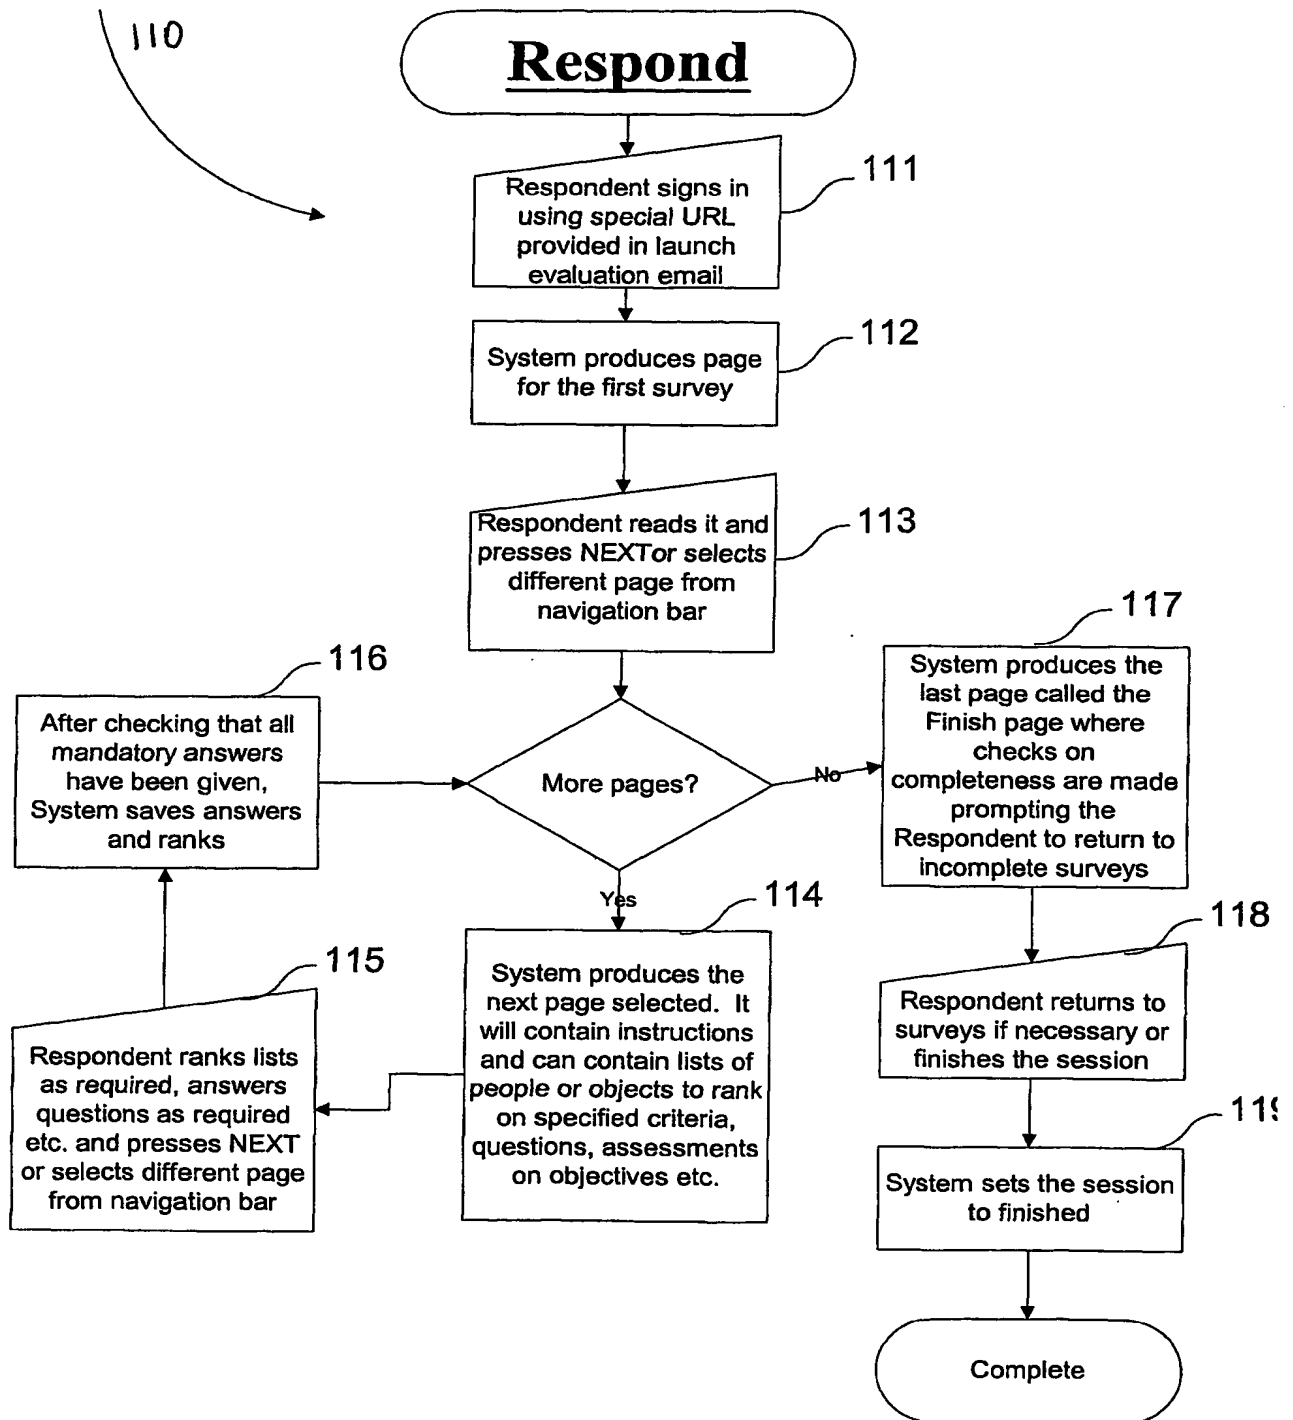 110
Respond
111
Respondent signs in
using special URL
provided in launch
evaluation email
112
System produces page
for the first survey
113
Respondent reads it and
presses NEXTor selects
different page from
navigation bar
116
After checking that all
mandatory answers
have been given,
System saves answers
and ranks
More pages?
No
Yes
117
System produces the
last page called the
Finish page where
checks on
completeness are made
prompting the
Respondent to return to
incomplete surveys
114
System produces the
next page selected. It
will contain instructions
and can contain lists of
people or objects to rank
on specified criteria,
questions, assessments
on objectives etc.
115
Respondent ranks lists
as required, answers
questions as required
etc. and presses NEXT
or selects different page
from navigation bar
118
Respondent returns to
surveys if necessary or
finishes the session
119
System sets the session
to finished
Complete